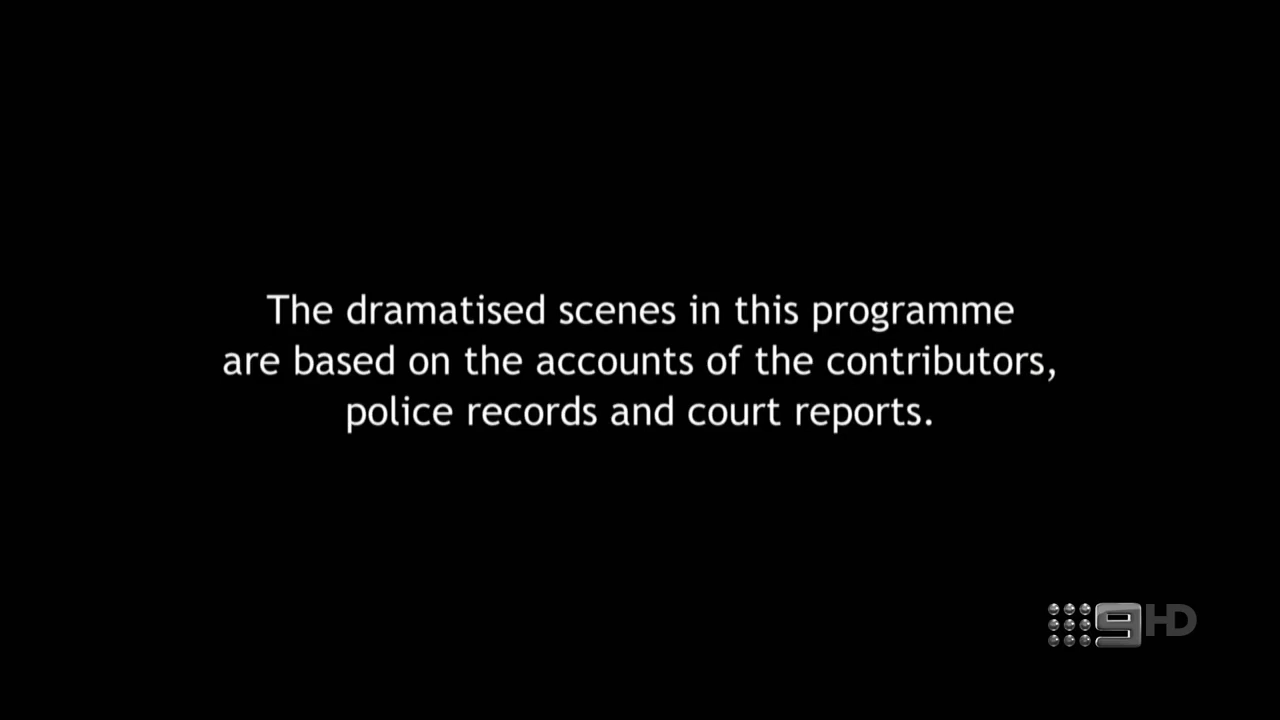 The dramatised scenes in this programme
are based on the accounts of the contributors,
police records and court reports.
9HD